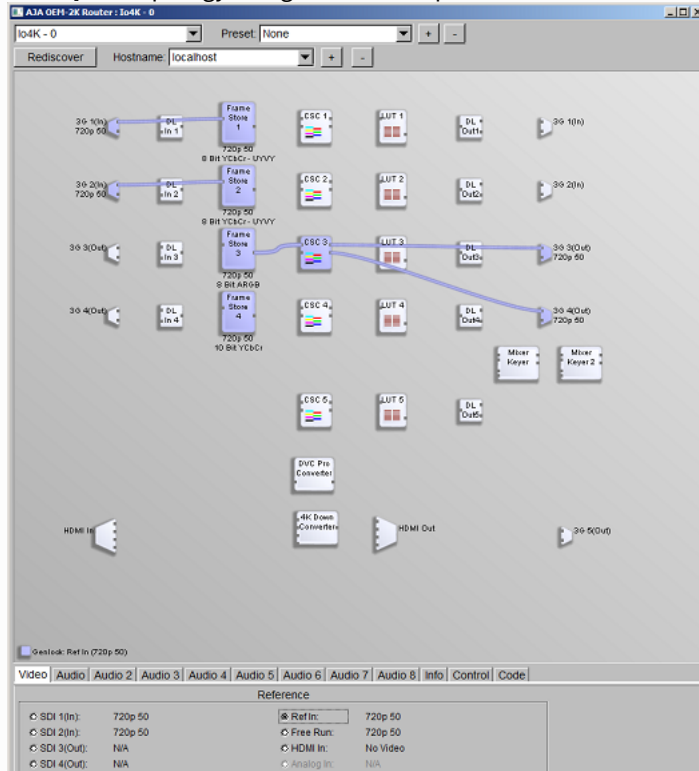 AJA OEM-2K Router : Io4K - 0
Io4K - 0
Preset: None
+
-
Rediscover
Hostname: localhost
+
-
3G 1(In)
720p 50
DL
In 1
Frame
Store
1
720p 50
8 Bit YCbCr - UYVY
CSC 1
LUT 1
DL
Out1
3G 1(In)
3G 2(In)
720p 50
DL
In 2
Frame
Store
2
720p 50
8 Bit YCbCr - UYVY
CSC 2
LUT 2
DL
Out2
3G 2(In)
3G 3(Out)
DL
In 3
Frame
Store
3
720p 50
8 Bit ARGB
CSC 3
LUT 3
DL
Out3
3G 3(Out)
720p 50
3G 4(Out)
DL
In 4
Frame
Store
4
720p 50
10 Bit YCbCr
CSC 4
LUT 4
DL
Out4
3G 4(Out)
720p 50
Mixer
Keyer
Mixer
Keyer 2
CSC 5
LUT 5
DL
Out5
DVC Pro
Converter
HDMI In
4K Down
Converter
HDMI Out
3G 5(Out)
Genlock: Ref In (720p 50)
Video Audio Audio 2 Audio 3 Audio 4 Audio 5 Audio 6 Audio 7 Audio 8 Info Control Code
Reference
SDI 1(In): 720p 50 Ref In: 720p 50
SDI 2(In): 720p 50 Free Run: 720p 50
SDI 3(Out): N/A HDMI In: No Video
SDI 4(Out): N/A Analog In: N/A